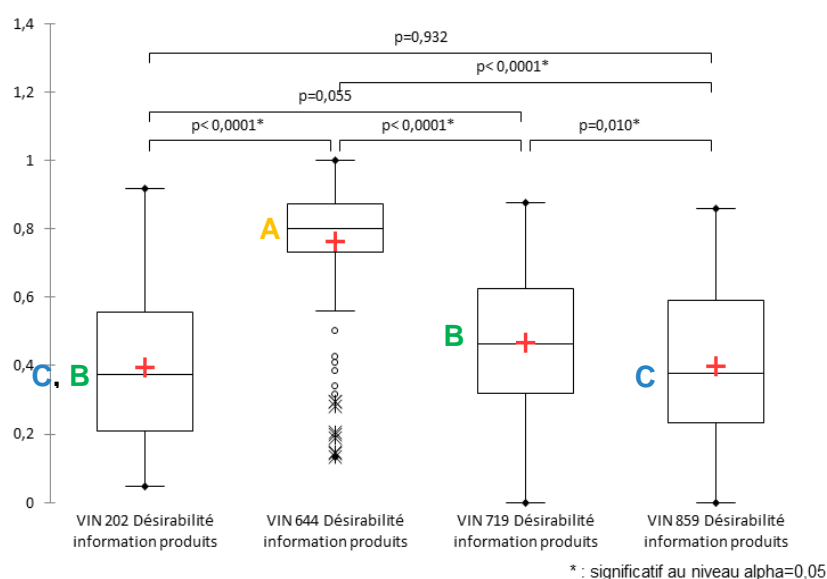 1,4
p=0,932
1,2
p< 0,0001*
p=0,055
p< 0,0001*
p< 0,0001*
p=0,010*
1
0,8
A
0,6
B
0,4
C, B
C
0,2
0
VIN 202 Désirabilité
information produits
VIN 644 Désirabilité
information produits
VIN 719 Désirabilité
information produits
VIN 859 Désirabilité
information produits
* : significatif au niveau alpha=0,05